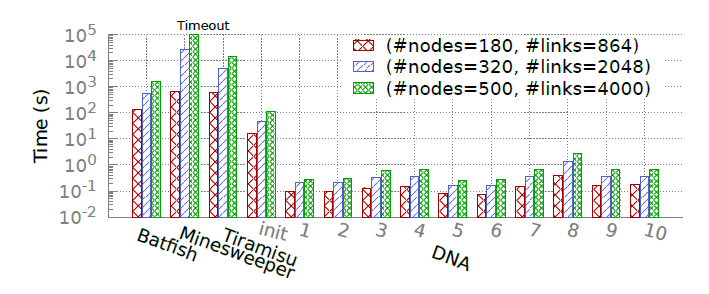 Timeout
Time (s)
10^5
10^4
10^3
10^2
10^1
10^0
10^-1
10^-2
(#nodes=180, #links=864)
(#nodes=320, #links=2048)
(#nodes=500, #links=4000)
Batfish
Minesweeper
Tiramisu
init
1
2
3
4
5
6
7
8
9
10
DNA